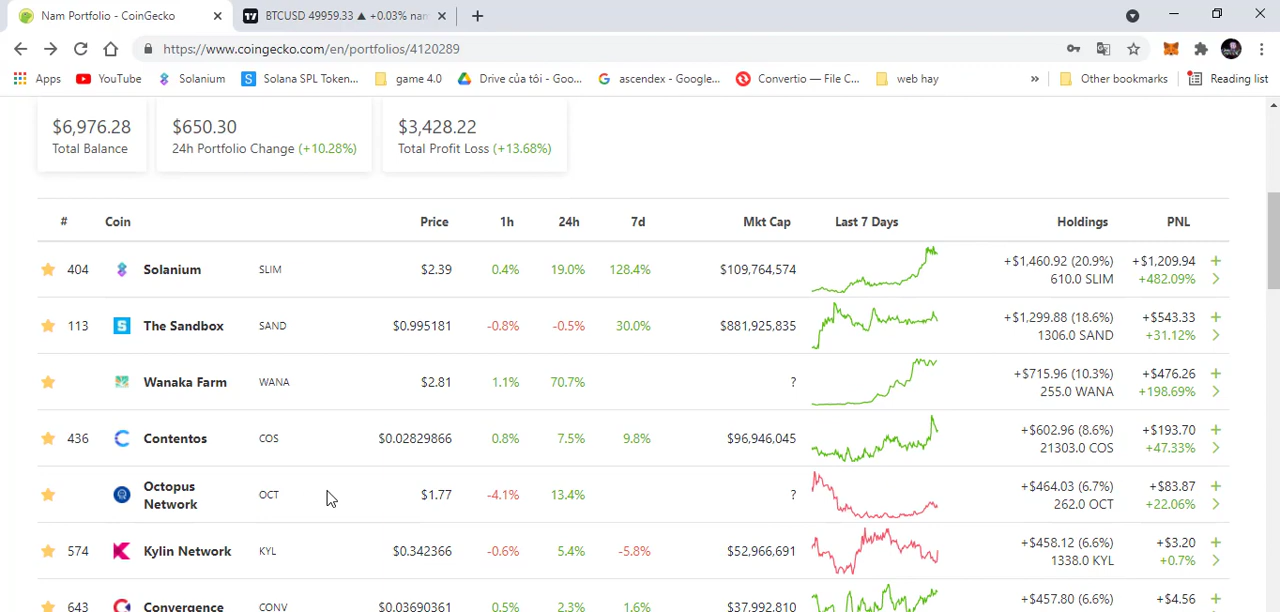 Nam Portfolio - CoinGecko
BTCUSD 49959.33 ▲ +0.03% nam
https://www.coingecko.com/en/portfolios/4120289
Apps YouTube Solanium Solana SPL Token... game 4.0 Drive của tôi - Goo... ascendex - Google... Convertio — File C... web hay » Other bookmarks Reading list
$6,976.28 $650.30 $3,428.22
Total Balance 24h Portfolio Change (+10.28%) Total Profit Loss (+13.68%)
# Coin Price 1h 24h 7d Mkt Cap Last 7 Days Holdings PNL
404 Solanium SLIM $2.39 0.4% 19.0% 128.4% $109,764,574 +$1,460.92 (20.9%) +$1,209.94
610.0 SLIM +482.09%
113 The Sandbox SAND $0.995181 -0.8% -0.5% 30.0% $881,925,835 +$1,299.88 (18.6%) +$543.33
1306.0 SAND +31.12%
Wanaka Farm WANA $2.81 1.1% 70.7% ? +$715.96 (10.3%) +$476.26
255.0 WANA +198.69%
436 Contentos COS $0.02829866 0.8% 7.5% 9.8% $96,946,045 +$602.96 (8.6%) +$193.70
21303.0 COS +47.33%
Octopus Network OCT $1.77 -4.1% 13.4% ? +$464.03 (6.7%) +$83.87
262.0 OCT +22.06%
574 Kylin Network KYL $0.342366 -0.6% 5.4% -5.8% $52,966,691 +$458.12 (6.6%) +$3.20
1338.0 KYL +0.7%
643 Convergence CONV $0.03690361 0.5% 2.3% 1.6% $37,992,810 +$457.80 (6.6%) +$4.56